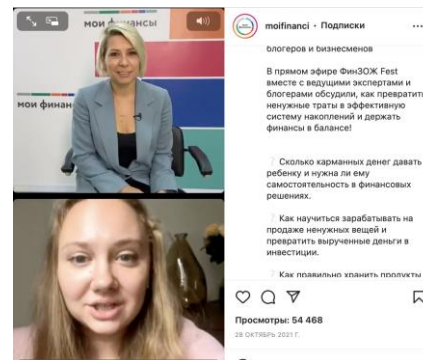 мои финансы
мои финан
moifinanci • Подписки
...
блогеров и бизнесменов
В прямом эфире ФинЗОЖ Fest
вместе с ведущими экспертами и
блогерами обсудили, как превратить
ненужные траты в эффективную
систему накоплений и держать
финансы в балансе!
❔ Сколько карманных денег давать
ребенку и нужна ли ему
самостоятельность в финансовых
решениях.
❔ Как научиться зарабатывать на
продаже ненужных вещей и
превратить вырученные деньги в
инвестиции.
❔ Как правильно хранить продукты
Просмотры: 54 468
28 ОКТЯБРЬ 2021 Г.